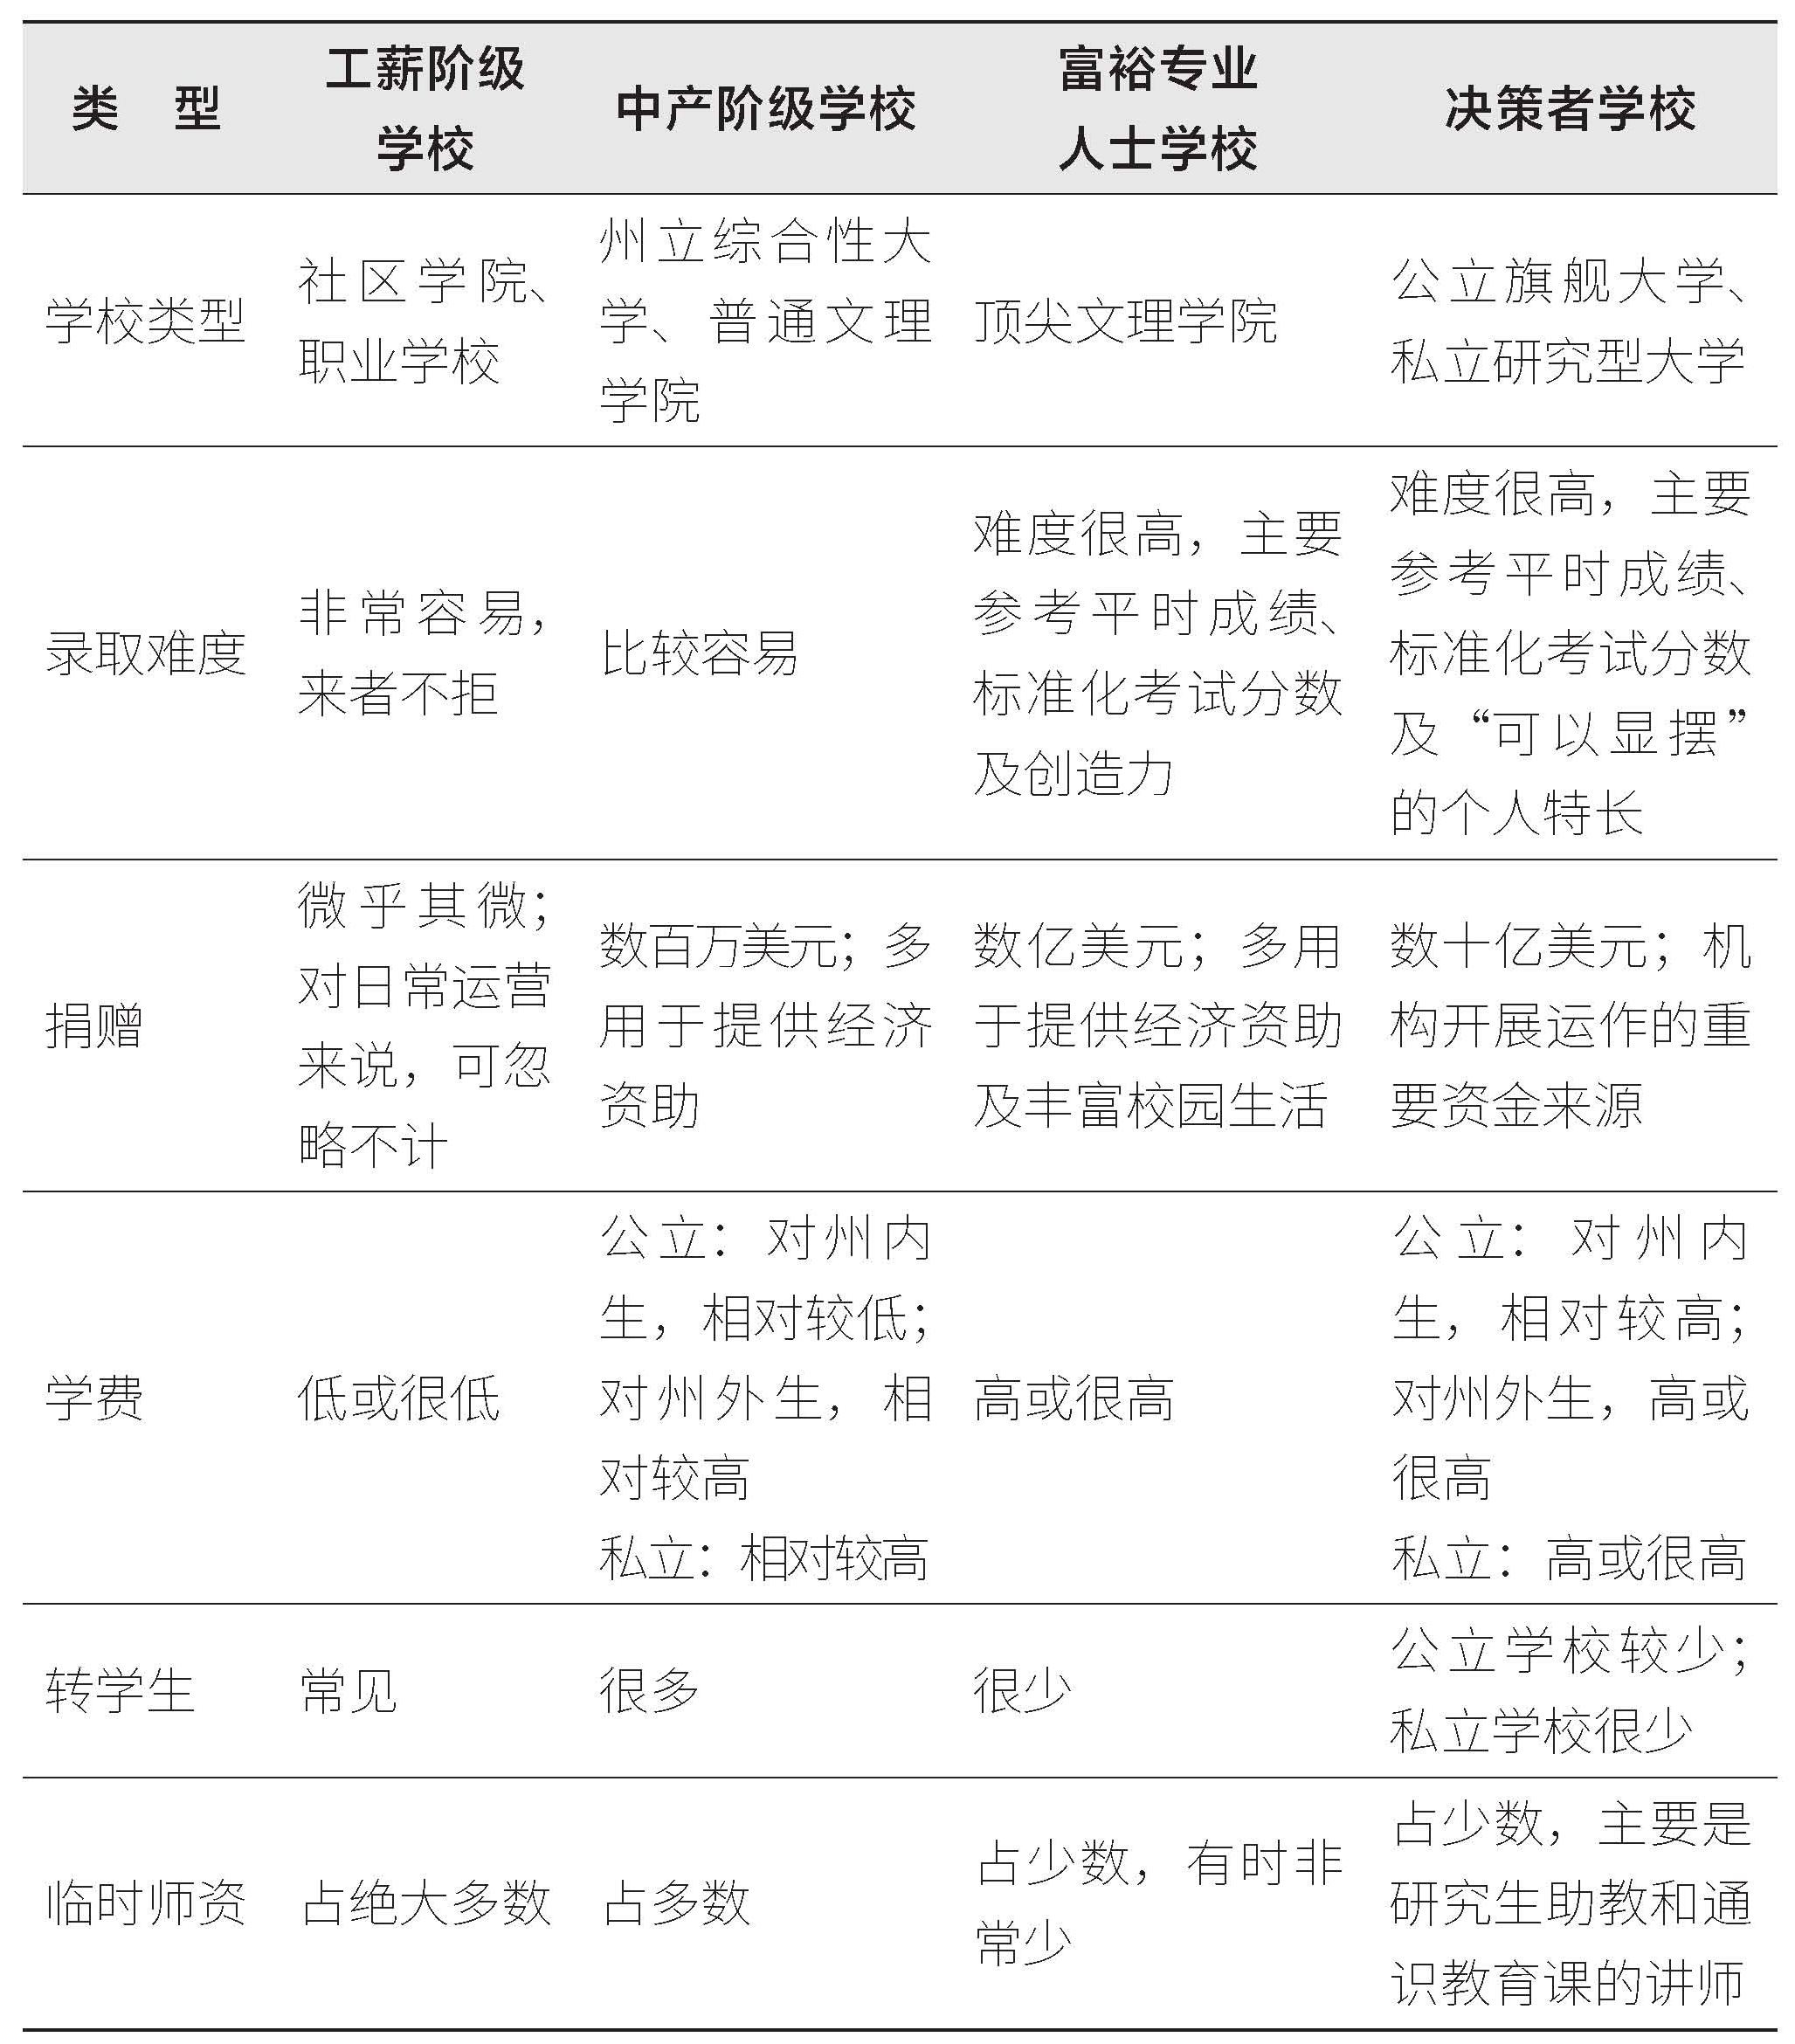 类 型
工薪阶级
学校
中产阶级学校
富裕专业
人士学校
决策者学校
学校类型
社区学院、
职业学校
州立综合性大
学、普通文理
学院
顶尖文理学院
公立旗舰大学、
私立研究型大学
录取难度
非常容易，
来者不拒
比较容易
难度很高，主要
参考平时成绩、
标准化考试分数
及创造力
难度很高，主要
参考平时成绩、
标准化考试分数
及“可以显摆”
的个人特长
捐赠
微乎其微；
对日常运营
来说，可忽
略不计
数百万美元；多
用于提供经济
资助
数亿美元；多用
于提供经济资助
及丰富校园生活
数十亿美元；机
构开展运作的重
要资金来源
学费
低或很低
公立：对州内
生，相对较低；
对州外生，相
对较高
私立：相对较高
高或很高
公立：对州内
生，相对较高；
对州外生，高或
很高
私立：高或很高
转学生
常见
很多
很少
公立学校较少；
私立学校很少
临时师资
占绝大多数
占多数
占少数，有时非
常少
占少数，主要是
研究生助教和通
识教育课的讲师